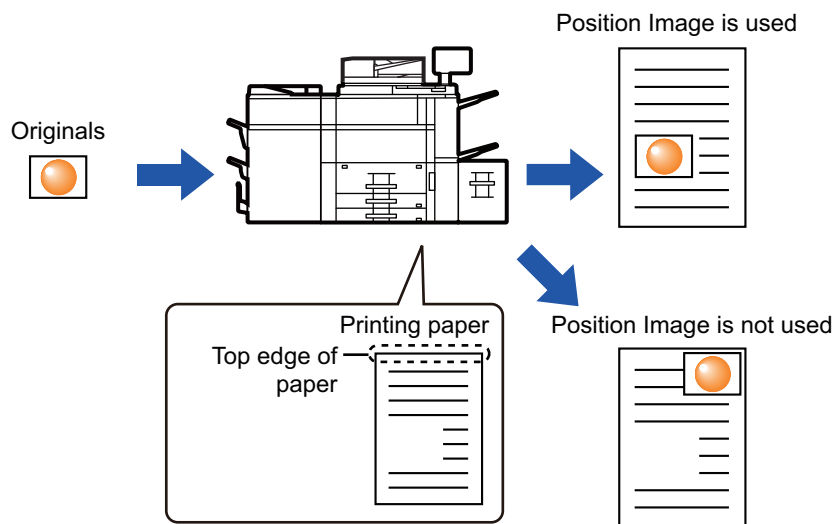 Position Image is used
Originals
Printing paper
Top edge of
paper
Position Image is not used